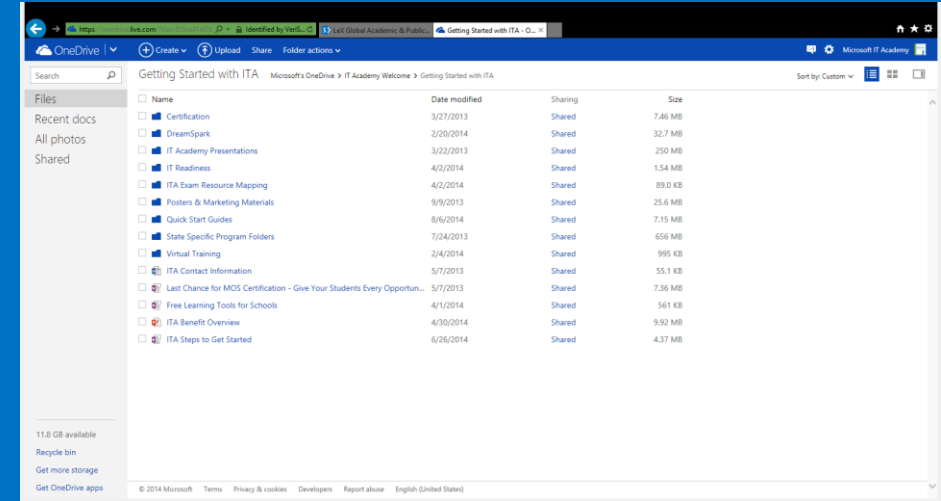 https live.com Identified by VeriS... LeX Global Academic & Public... Getting Started with ITA - O...
OneDrive Create Upload Share Folder actions Microsoft IT Academy
Search Getting Started with ITA Microsoft's OneDrive > IT Academy Welcome > Getting Started with ITA Sort by: Custom
Files
Recent docs
All photos
Shared
Name Date modified Sharing Size
Certification 3/27/2013 Shared 7.46 MB
DreamSpark 2/20/2014 Shared 32.7 MB
IT Academy Presentations 3/22/2013 Shared 250 MB
IT Readiness 4/2/2014 Shared 1.54 MB
ITA Exam Resource Mapping 4/2/2014 Shared 89.0 KB
Posters & Marketing Materials 9/9/2013 Shared 25.6 MB
Quick Start Guides 8/6/2014 Shared 7.15 MB
State Specific Program Folders 7/24/2013 Shared 656 MB
Virtual Training 2/4/2014 Shared 995 KB
ITA Contact Information 5/7/2013 Shared 55.1 KB
Last Chance for MOS Certification - Give Your Students Every Opportun... 5/7/2013 Shared 7.36 MB
Free Learning Tools for Schools 4/1/2014 Shared 561 KB
ITA Benefit Overview 4/30/2014 Shared 9.92 MB
ITA Steps to Get Started 6/26/2014 Shared 4.37 MB
11.8 GB available
Recycle bin
Get more storage
Get OneDrive apps
© 2014 Microsoft Terms Privacy & cookies Developers Report abuse English (United States)